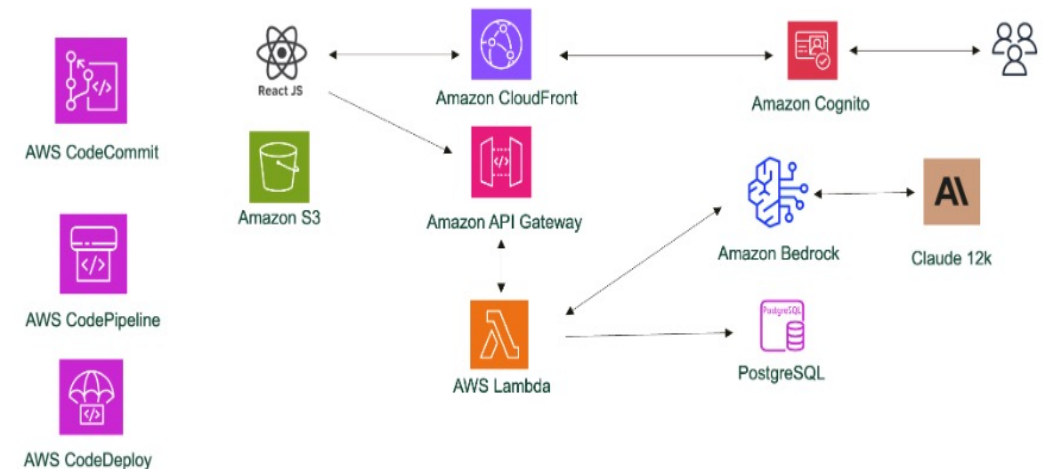 React JS
Amazon CloudFront
Amazon Cognito
AWS CodeCommit
Amazon S3
Amazon API Gateway
Amazon Bedrock
A\
Claude 12k
AWS CodePipeline
PostgreSQL
AWS Lambda
PostgreSQL
AWS CodeDeploy